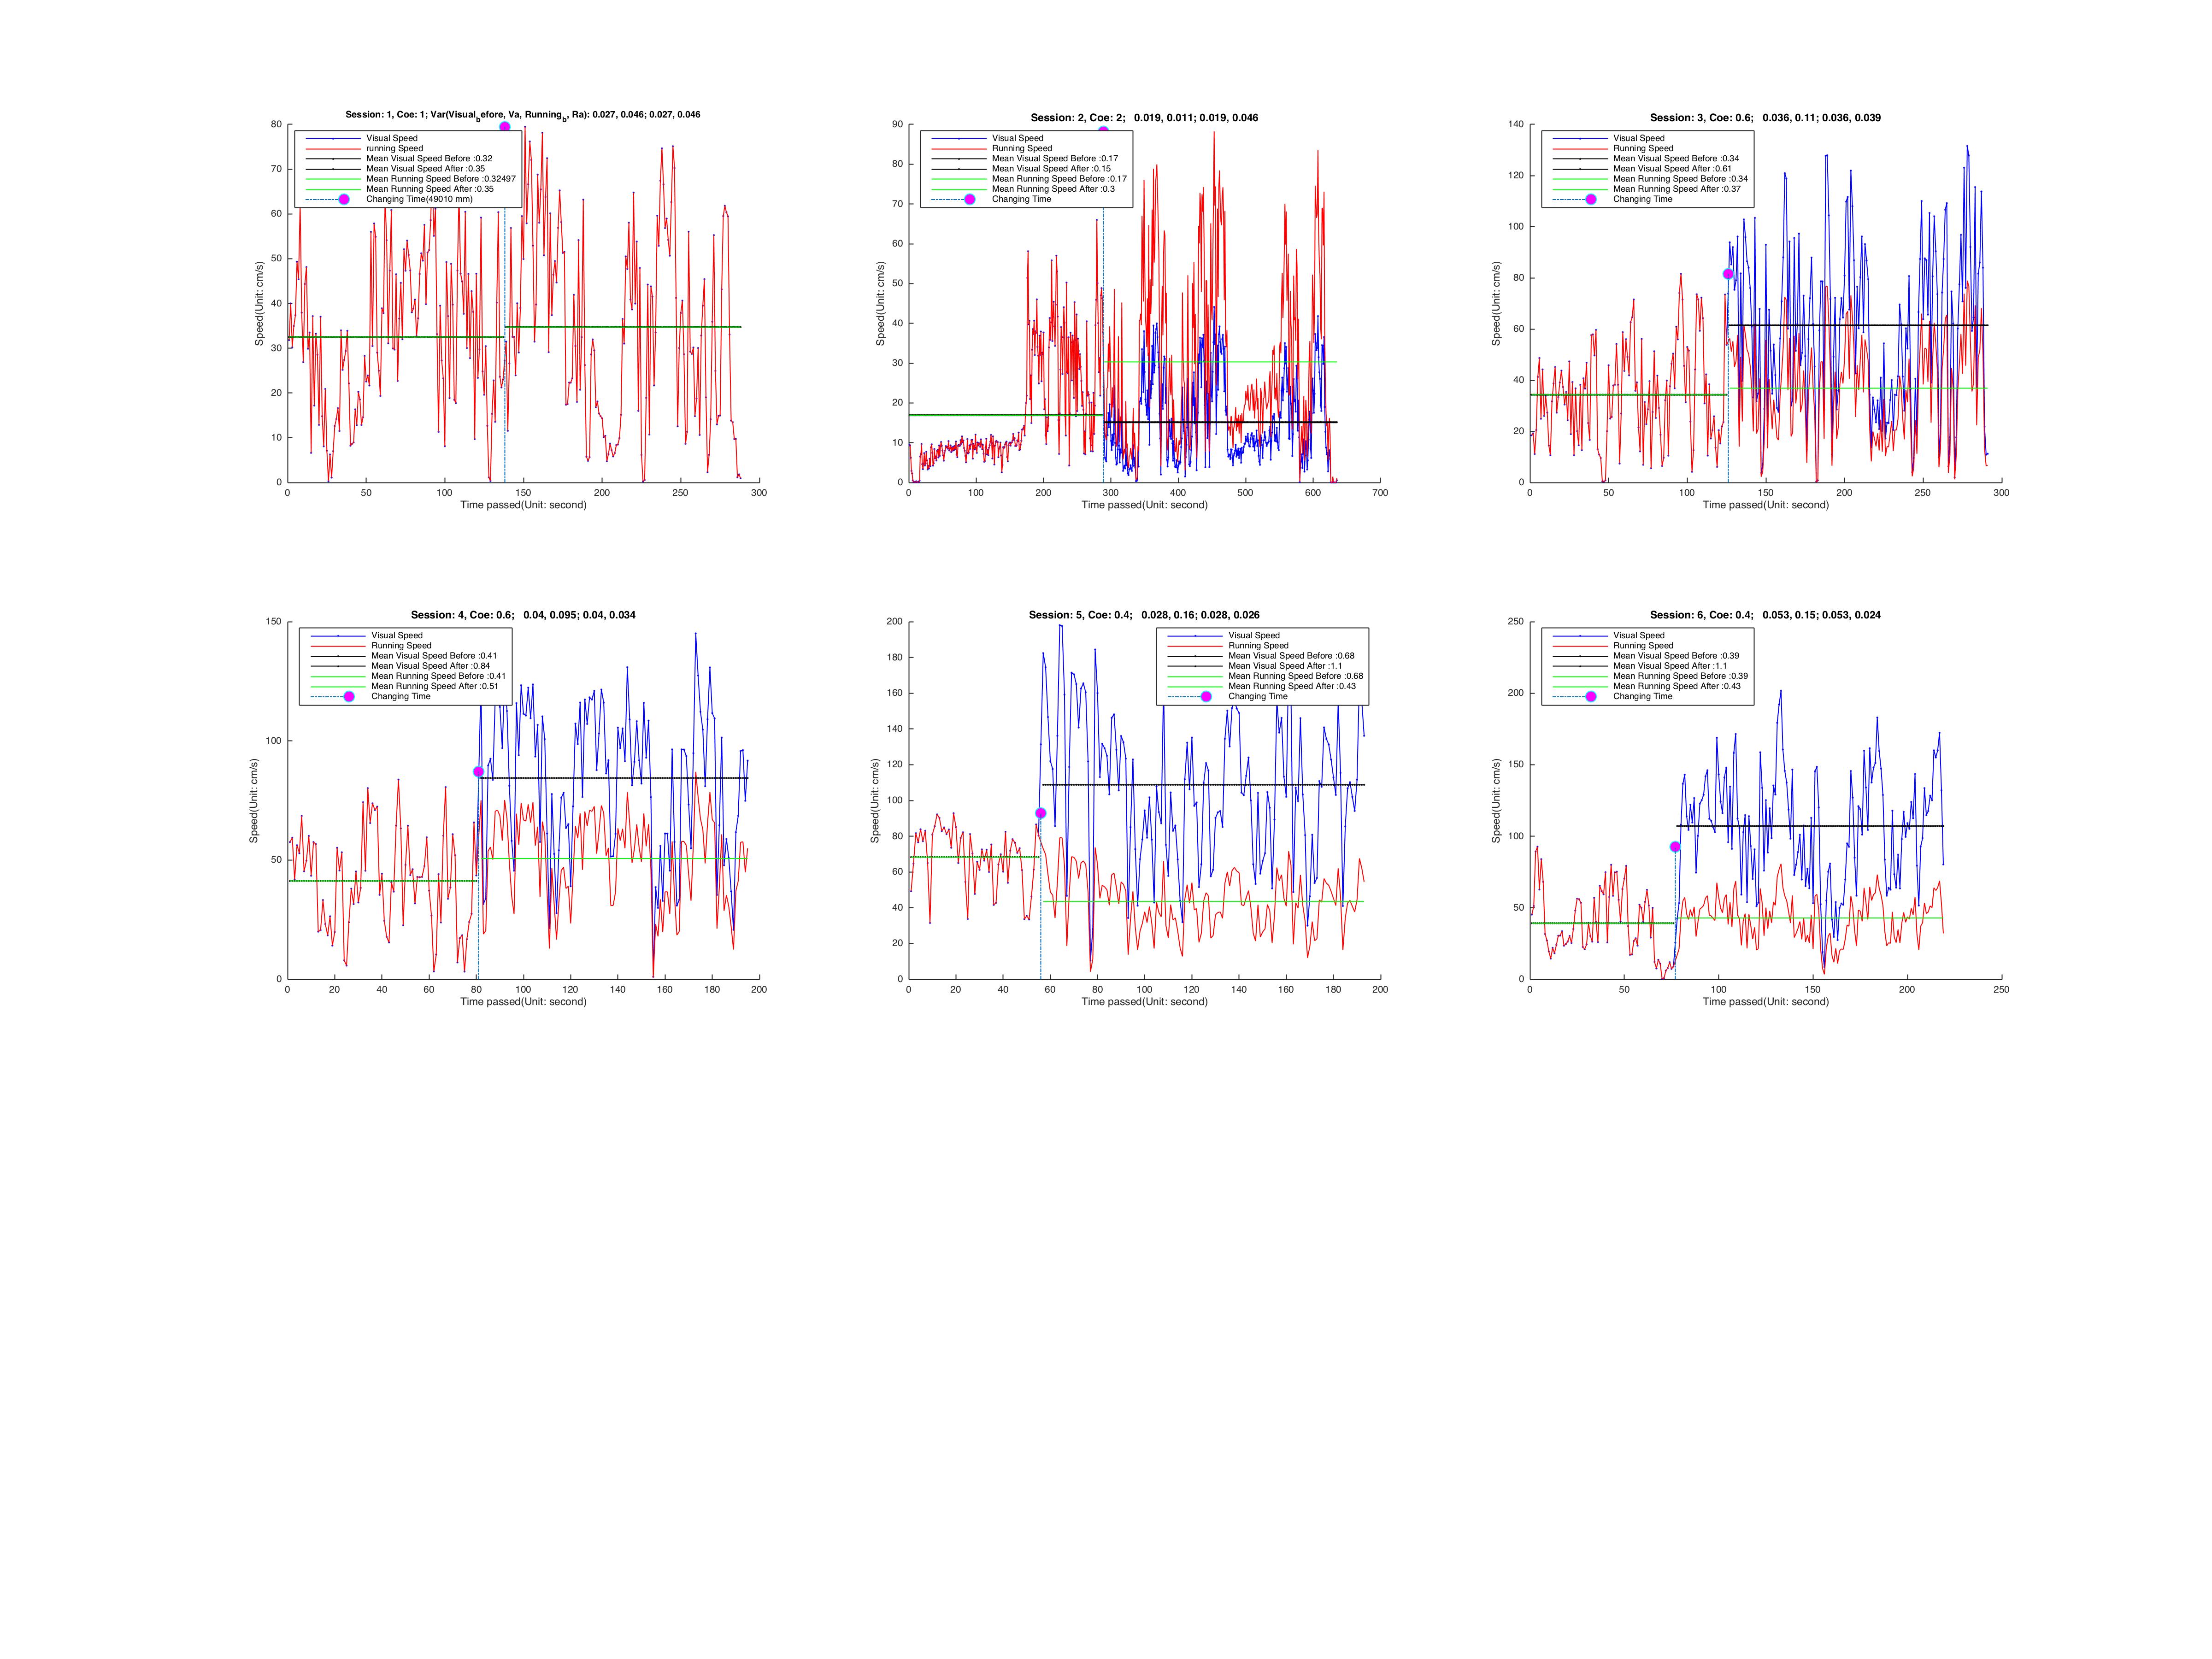 Session: 1, Coe: 1; Var(Visual_before, Va, Running_b, Ra): 0.027, 0.046; 0.027, 0.046
Visual Speed
running Speed
Mean Visual Speed Before :0.32
Mean Visual Speed After :0.35
Mean Running Speed Before :0.32497
Mean Running Speed After :0.35
Changing Time(49010 mm)
Speed(Unit: cm/s)
80
70
60
50
40
30
20
10
0
0 50 100 150 200 250 300
Time passed(Unit: second)
Session: 2, Coe: 2; 0.019, 0.011; 0.019, 0.046
Visual Speed
Running Speed
Mean Visual Speed Before :0.17
Mean Visual Speed After :0.15
Mean Running Speed Before :0.17
Mean Running Speed After :0.3
Changing Time
Speed(Unit: cm/s)
90
80
70
60
50
40
30
20
10
0
0 100 200 300 400 500 600 700
Time passed(Unit: second)
Session: 3, Coe: 0.6; 0.036, 0.11; 0.036, 0.039
Visual Speed
Running Speed
Mean Visual Speed Before :0.34
Mean Visual Speed After :0.61
Mean Running Speed Before :0.34
Mean Running Speed After :0.37
Changing Time
Speed(Unit: cm/s)
140
120
100
80
60
40
20
0
0 50 100 150 200 250 300
Time passed(Unit: second)
Session: 4, Coe: 0.6; 0.04, 0.095; 0.04, 0.034
Visual Speed
Running Speed
Mean Visual Speed Before :0.41
Mean Visual Speed After :0.84
Mean Running Speed Before :0.41
Mean Running Speed After :0.51
Changing Time
Speed(Unit: cm/s)
150
100
50
0
0 20 40 60 80 100 120 140 160 180 200
Time passed(Unit: second)
Session: 5, Coe: 0.4; 0.028, 0.16; 0.028, 0.026
Visual Speed
Running Speed
Mean Visual Speed Before :0.68
Mean Visual Speed After :1.1
Mean Running Speed Before :0.68
Mean Running Speed After :0.43
Changing Time
Speed(Unit: cm/s)
200
180
160
140
120
100
80
60
40
20
0
0 20 40 60 80 100 120 140 160 180 200
Time passed(Unit: second)
Session: 6, Coe: 0.4; 0.053, 0.15; 0.053, 0.024
Visual Speed
Running Speed
Mean Visual Speed Before :0.39
Mean Visual Speed After :1.1
Mean Running Speed Before :0.39
Mean Running Speed After :0.43
Changing Time
Speed(Unit: cm/s)
250
200
150
100
50
0
0 50 100 150 200 250
Time passed(Unit: second)